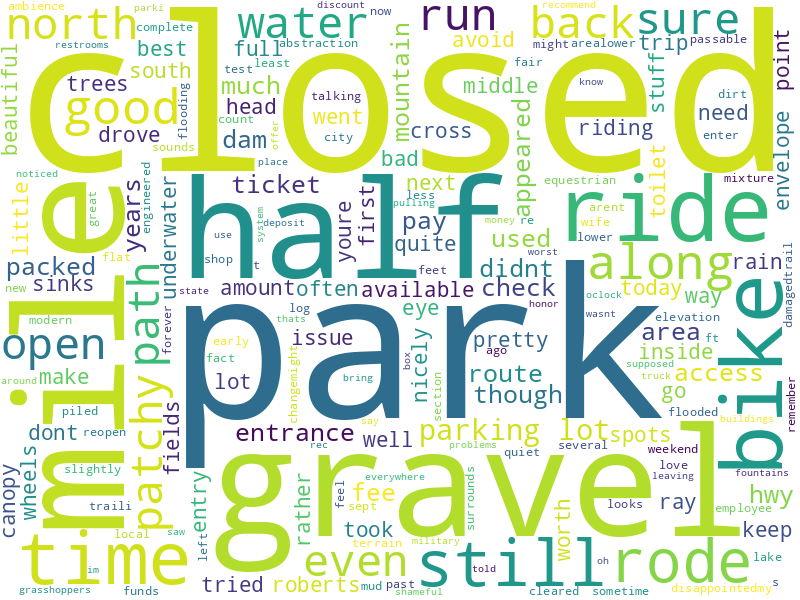 closed
park
half
gravel
mile
ride
bike
time
rode
still
north
water
run
back
sure
good
open
path
patchy
along
even
ambience
parki
complete
discount
now
recommend
restrooms
abstraction
might
area
lower
passable
best
full
avoid
trip
point
beautiful
south
trees
much
test
least
mountain
middle
fair
stuff
dirt
head
talking
went
drove
flooding
count
city
cross
riding
know
need
enter
sounds
dam
offer
bad
appeared
place
toilet
mixture
envelope
little
great
years
engineered
ticket
youre
first
next
less
pulling
equestrian
arent
wife
pay
re
lower
used
quite
rain
flat
underwater
system
deposit
money
didnt
packed
use
shop
t
feet
worst
today
way
new
sinks
state
amount
often
available
check
elevation
damagedtrail
modern
forever
log
honor
oclock
wasnt
area
ft
thats
eye
early
issue
pretty
inside
supposed
truck
make
fact
ago
box
lot
changemight
bring
nicely
section
route
though
go
access
around
piled
fields
flooded
remember
say
dont
reopen
entrance
well
parking lot
spots
buildings
rec
problems
several
quiet
weekend
canopy
wheels
slightly
entry
rather
feel
everywhere
surrounds
worth
love
looks
leaving
fountains
traili
fee
sept
ray
hwy
local
took
employee
saw
left
terrain
keep
im
told
oh
lake
military
grasshoppers
funds
tried
roberts
mud
past
shameful
cleared
sometime
disappointedmy
s
noticed